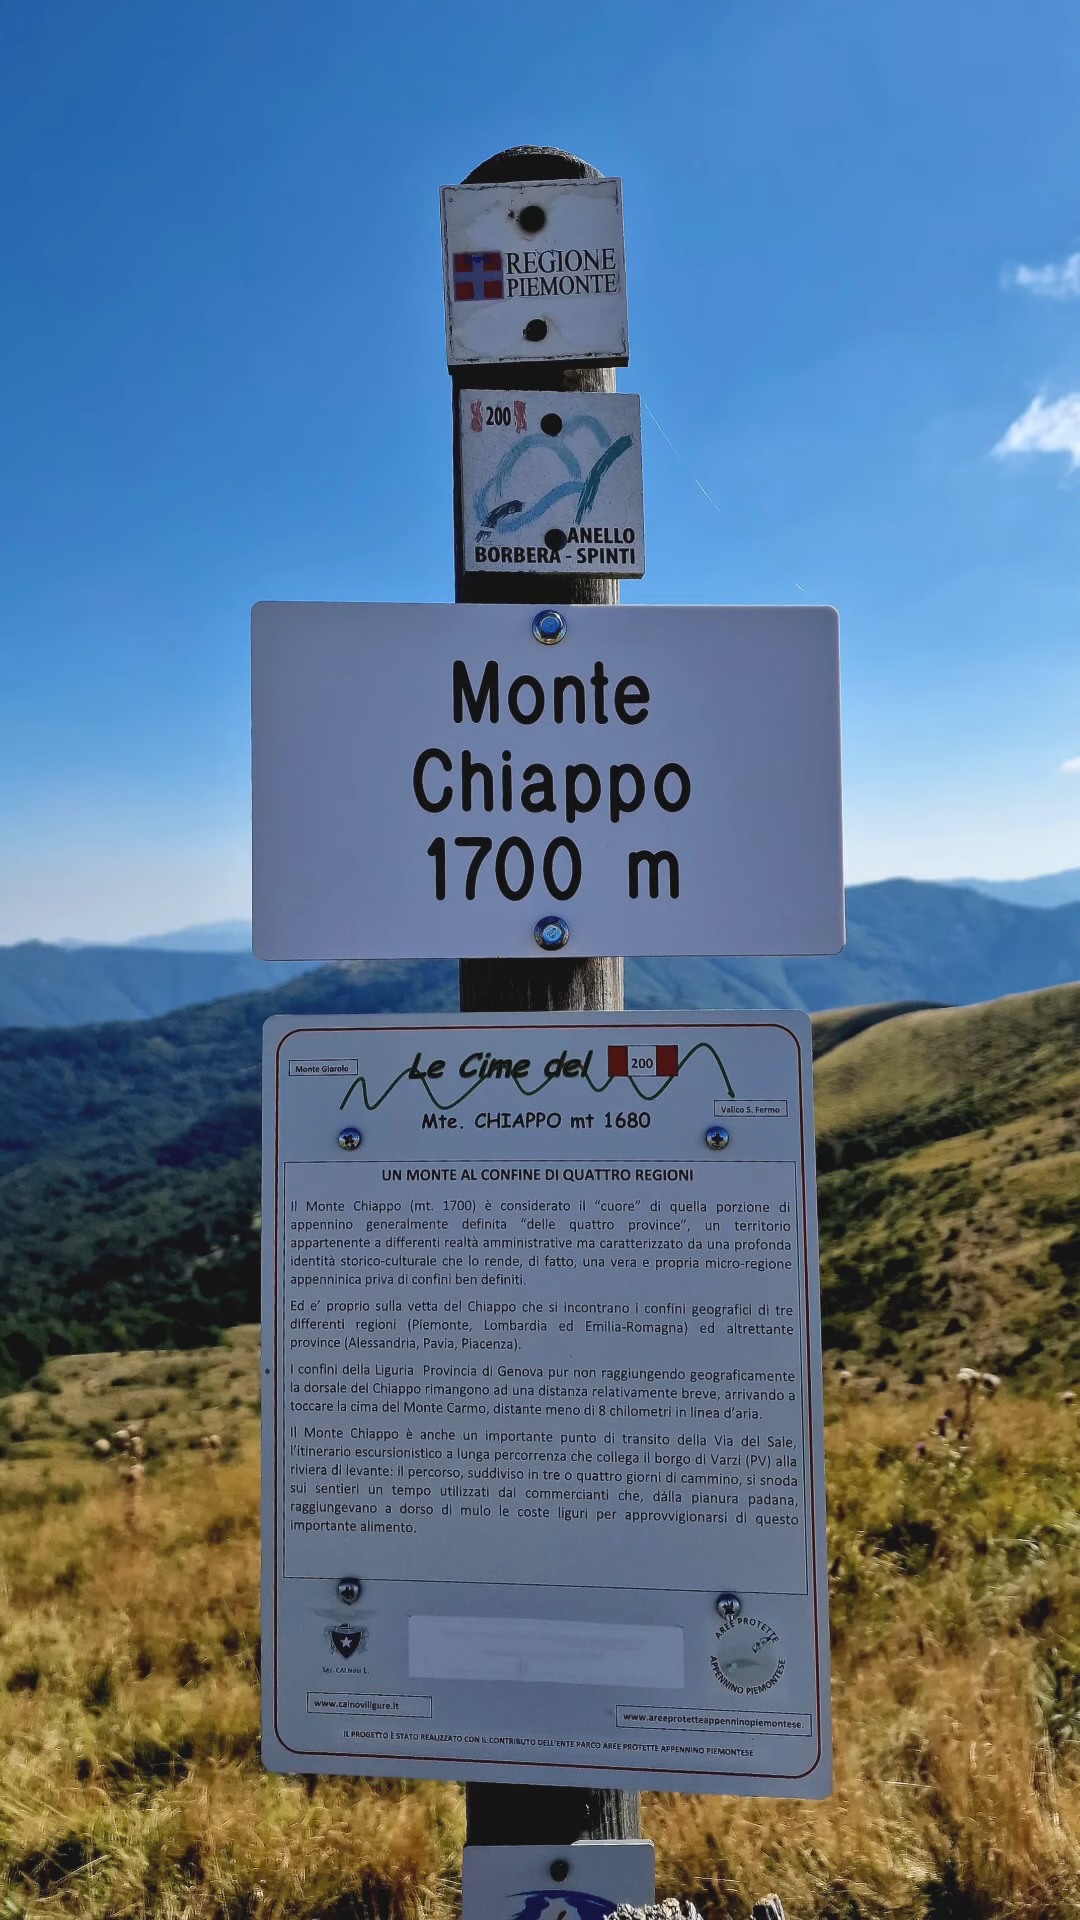 REGIONE
PIEMONTE
200
ANELLO
BORBERA - SPINTI
Monte
Chiappo
1700 m
Monte Giarolo
Le Cime del 200
Valico S. Fermo
Mte. CHIAPPO mt 1680
UN MONTE AL CONFINE DI QUATTRO REGIONI
Il Monte Chiappo (mt. 1700) è considerato il “cuore” di quella porzione di
appennino generalmente definita “delle quattro province”, un territorio
appartenente a differenti realtà amministrative ma caratterizzato da una profonda
identità storico-culturale che lo rende, di fatto, una vera e propria micro-regione
appenninica priva di confini ben definiti.
Ed e’ proprio sulla vetta del Chiappo che si incontrano i confini geografici di tre
differenti regioni (Piemonte, Lombardia ed Emilia-Romagna) ed altrettante
province (Alessandria, Pavia, Piacenza).
I confini della Liguria Provincia di Genova pur non raggiungendo geograficamente
la dorsale del Chiappo rimangono ad una distanza relativamente breve, arrivando a
toccare la cima del Monte Carmo, distante meno di 8 chilometri in linea d’aria.
Il Monte Chiappo è anche un importante punto di transito della Via del Sale,
l’itinerario escursionistico a lunga percorrenza che collega il borgo di Varzi (PV) alla
riviera di levante: il percorso, suddiviso in tre o quattro giorni di cammino, si snoda
sui sentieri un tempo utilizzati dai commercianti che, dalla pianura padana,
raggiungevano a dorso di mulo le coste liguri per approvvigionarsi di questo
importante alimento.
Sez. CAI Novi L.
AREE PROTETTE
APPENNINO PIEMONTESE
www.cainoviligure.it
www.areeprotetteappenninopiemontese.
IL PROGETTO È STATO REALIZZATO CON IL CONTRIBUTO DELL'ENTE PARCO AREE PROTETTE APPENNINO PIEMONTESE